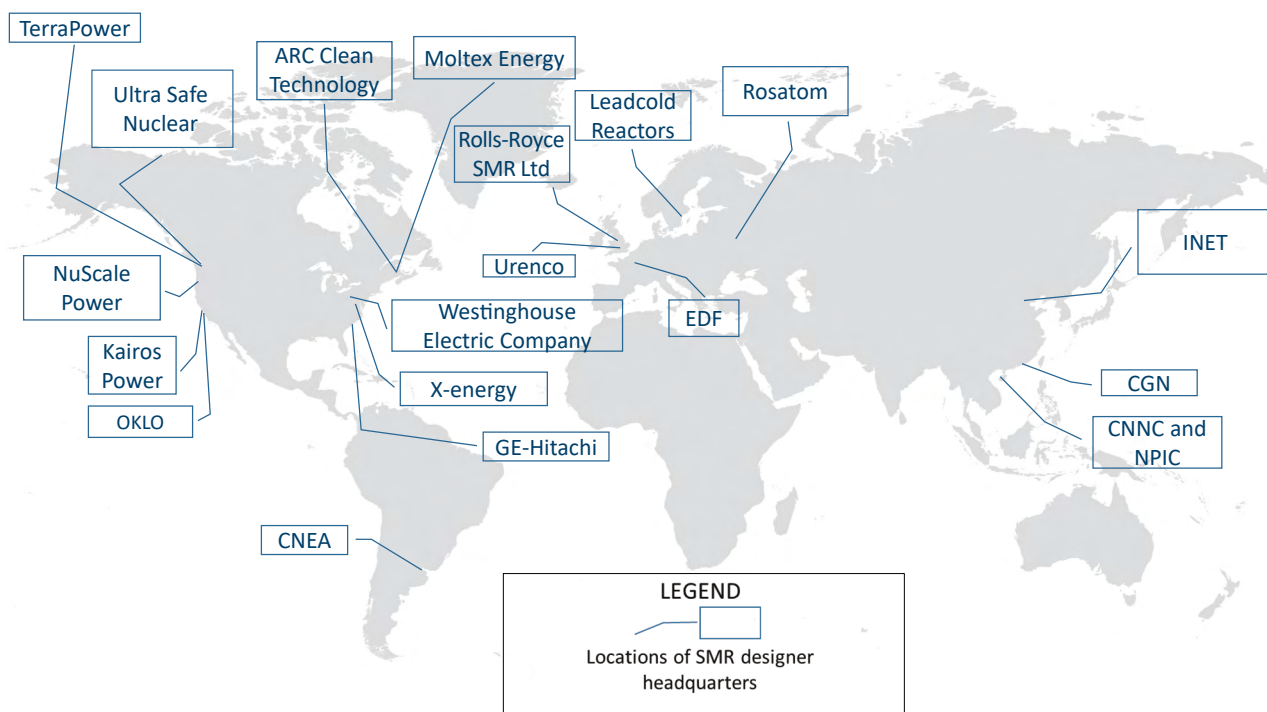 TerraPower
Ultra Safe
Nuclear
ARC Clean
Technology
Moltex Energy
Leadcold
Reactors
Rosatom
Rolls-Royce
SMR Ltd
INET
Urenco
NuScale
Power
Westinghouse
Electric Company
EDF
Kairos
Power
X-energy
CGN
OKLO
GE-Hitachi
CNNC and
NPIC
CNEA
LEGEND
Locations of SMR designer
headquarters